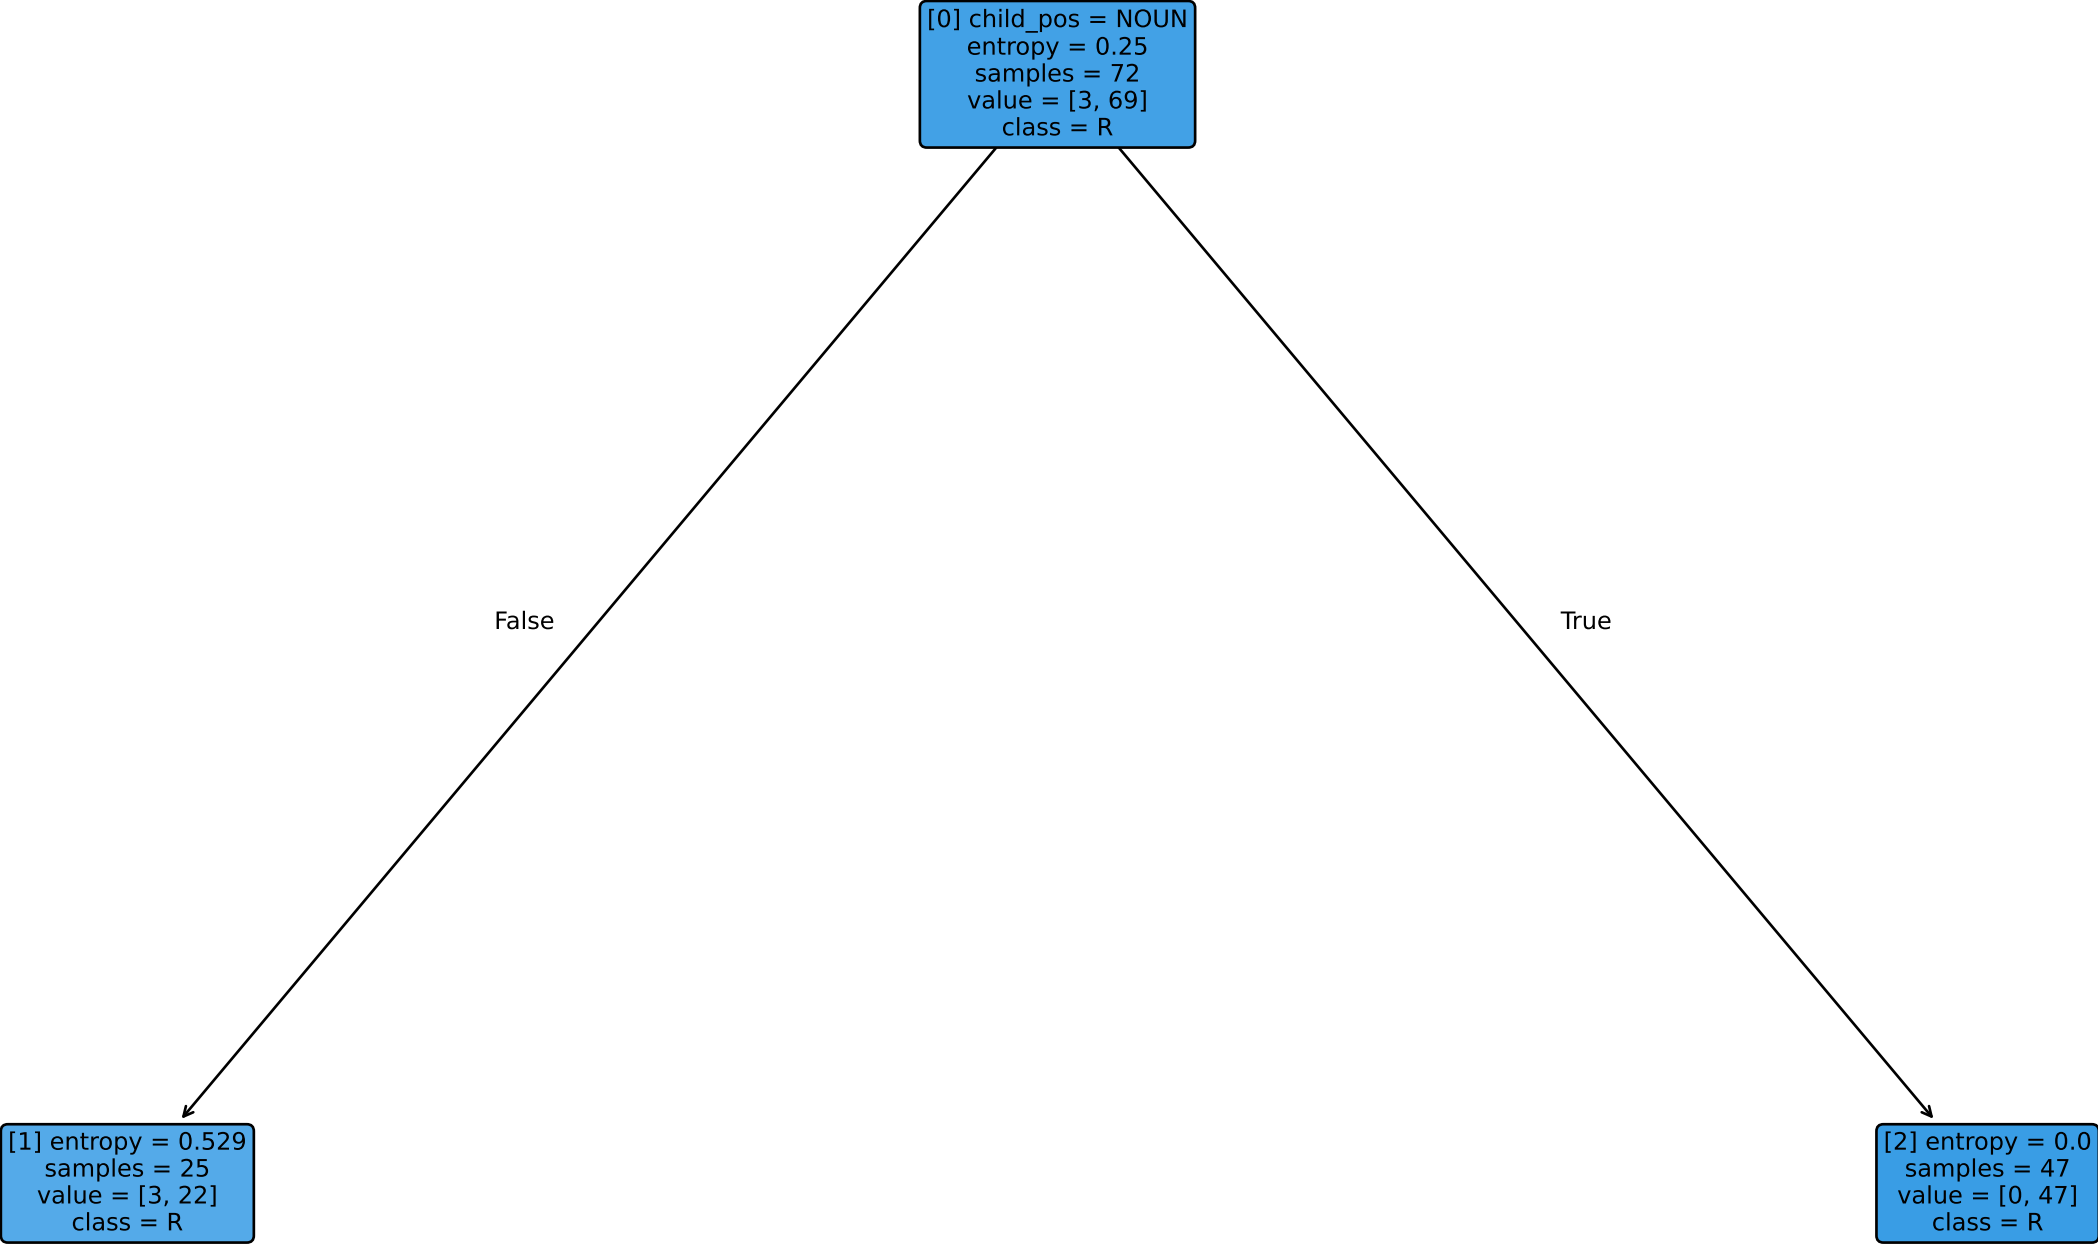 [0] child_pos = NOUN
entropy = 0.25
samples = 72
value = [3, 69]
class = R
False
True
[1] entropy = 0.529
samples = 25
value = [3, 22]
class = R
[2] entropy = 0.0
samples = 47
value = [0, 47]
class = R